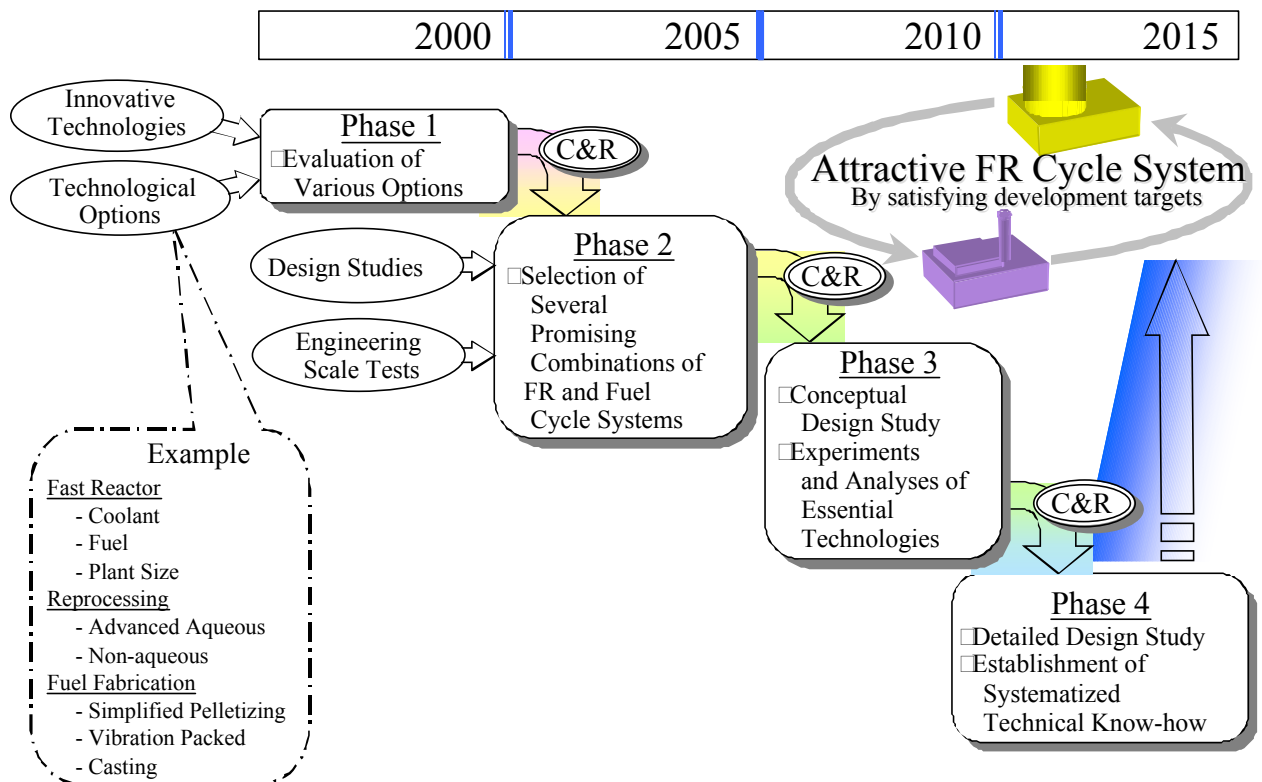 2000 2005 2010 2015
Innovative
Technologies
Technological
Options
Phase 1
□Evaluation of
Various Options
C&R
Attractive FR Cycle System
By satisfying development targets
Design Studies
Engineering
Scale Tests
Phase 2
□Selection of
Several
Promising
Combinations of
FR and Fuel
Cycle Systems
C&R
Phase 3
□Conceptual
Design Study
□Experiments
and Analyses of
Essential
Technologies
C&R
Phase 4
□Detailed Design Study
□Establishment of
Systematized
Technical Know-how
Example
Fast Reactor
- Coolant
- Fuel
- Plant Size
Reprocessing
- Advanced Aqueous
- Non-aqueous
Fuel Fabrication
- Simplified Pelletizing
- Vibration Packed
- Casting